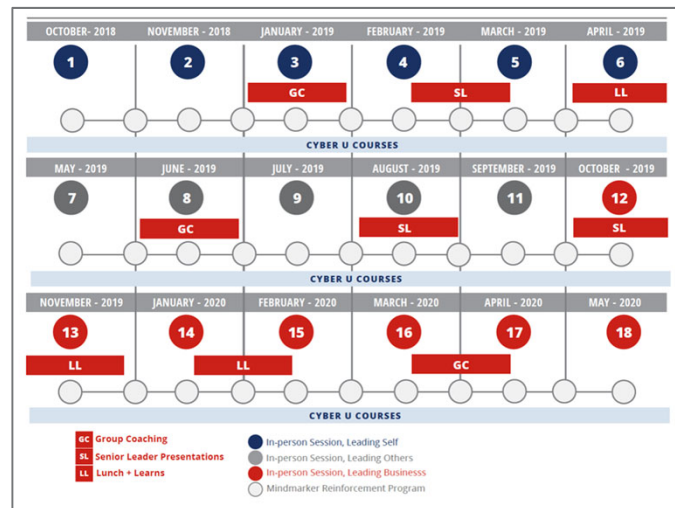 OCTOBER- 2018 NOVEMBER - 2018 JANUARY - 2019 FEBRUARY - 2019 MARCH - 2019 APRIL - 2019
1 2 3 4 5 6
GC SL LL
CYBER U COURSES
MAY - 2019 JUNE - 2019 JULY - 2019 AUGUST - 2019 SEPTEMBER - 2019 OCTOBER - 2019
7 8 9 10 11 12
GC SL SL
CYBER U COURSES
NOVEMBER - 2019 JANUARY - 2020 FEBRUARY - 2020 MARCH - 2020 APRIL - 2020 MAY - 2020
13 14 15 16 17 18
LL LL GC
CYBER U COURSES
GC Group Coaching
SL Senior Leader Presentations
LL Lunch + Learns
In-person Session, Leading Self
In-person Session, Leading Others
In-person Session, Leading Businesss
Mindmarker Reinforcement Program